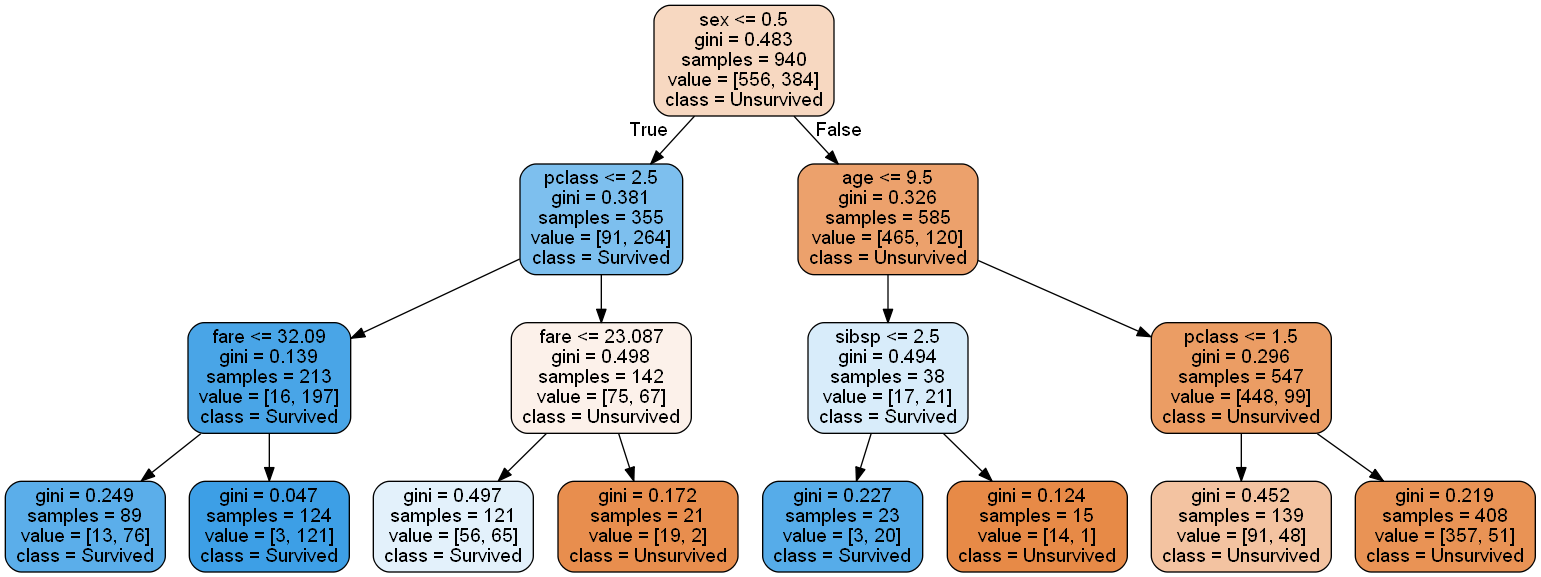 sex <= 0.5
gini = 0.483
samples = 940
value = [556, 384]
class = Unsurvived
True
False
pclass <= 2.5
gini = 0.381
samples = 355
value = [91, 264]
class = Survived
age <= 9.5
gini = 0.326
samples = 585
value = [465, 120]
class = Unsurvived
fare <= 32.09
gini = 0.139
samples = 213
value = [16, 197]
class = Survived
fare <= 23.087
gini = 0.498
samples = 142
value = [75, 67]
class = Unsurvived
sibsp <= 2.5
gini = 0.494
samples = 38
value = [17, 21]
class = Survived
pclass <= 1.5
gini = 0.296
samples = 547
value = [448, 99]
class = Unsurvived
gini = 0.249
samples = 89
value = [13, 76]
class = Survived
gini = 0.047
samples = 124
value = [3, 121]
class = Survived
gini = 0.497
samples = 121
value = [56, 65]
class = Survived
gini = 0.172
samples = 21
value = [19, 2]
class = Unsurvived
gini = 0.227
samples = 23
value = [3, 20]
class = Survived
gini = 0.124
samples = 15
value = [14, 1]
class = Unsurvived
gini = 0.452
samples = 139
value = [91, 48]
class = Unsurvived
gini = 0.219
samples = 408
value = [357, 51]
class = Unsurvived